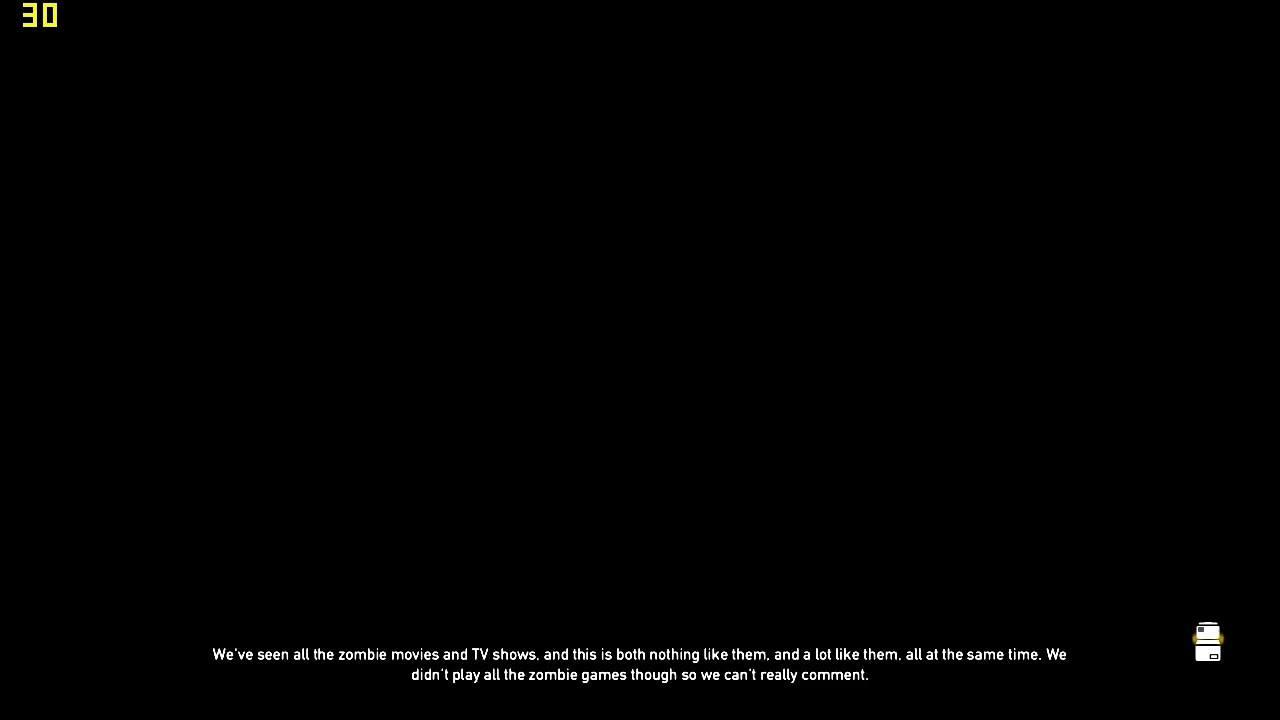 30
We've seen all the zombie movies and TV shows, and this is both nothing like them, and a lot like them, all at the same time. We
didn't play all the zombie games though so we can't really comment.